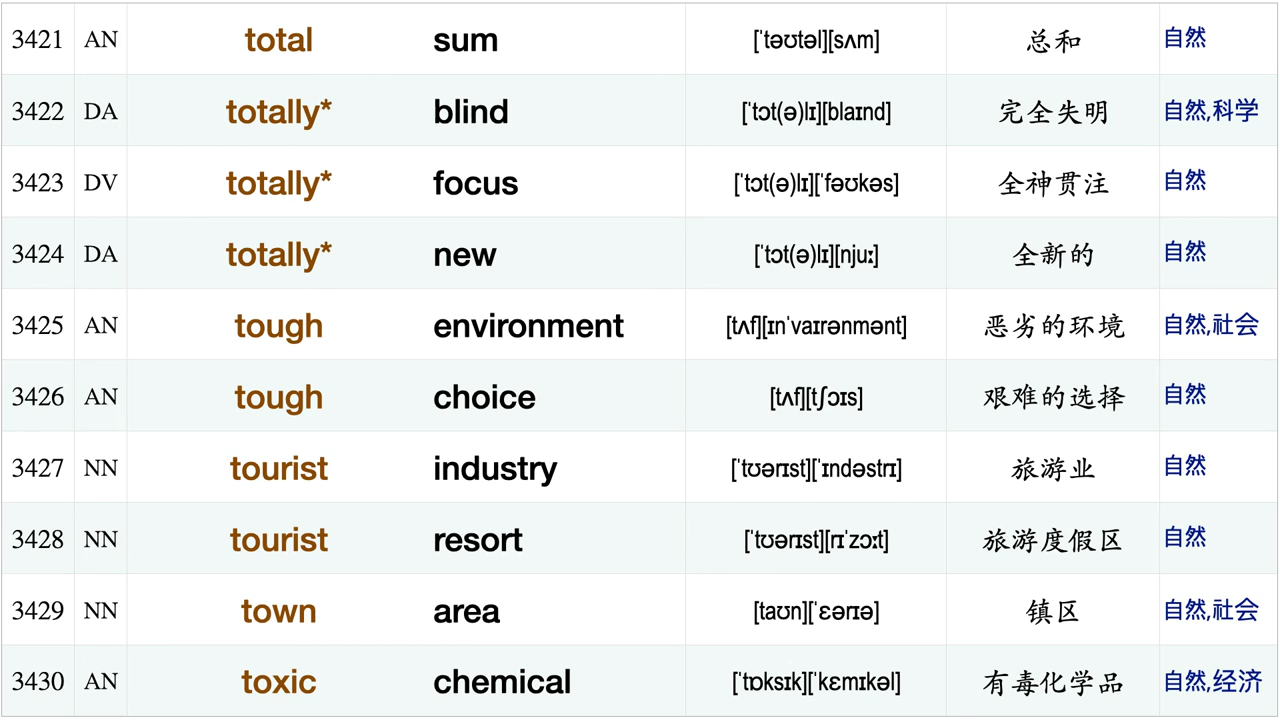 3421 AN total sum [ˈtəʊtəl][sʌm] 总和 自然
3422 DA totally* blind [ˈtɔt(ə)lɪ][blaɪnd] 完全失明 自然,科学
3423 DV totally* focus [ˈtɔt(ə)lɪ][ˈfəʊkəs] 全神贯注 自然
3424 DA totally* new [ˈtɔt(ə)lɪ][njuː] 全新的 自然
3425 AN tough environment [tʌf][ɪnˈvaɪrənmənt] 恶劣的环境 自然,社会
3426 AN tough choice [tʌf][tʃɔɪs] 艰难的选择 自然
3427 NN tourist industry [ˈtʊərɪst][ˈɪndəstrɪ] 旅游业 自然
3428 NN tourist resort [ˈtʊərɪst][rɪˈzɔːt] 旅游度假区 自然
3429 NN town area [taʊn][ˈɛərɪə] 镇区 自然,社会
3430 AN toxic chemical [ˈtɒksɪk][ˈkɛmɪkəl] 有毒化学品 自然,经济